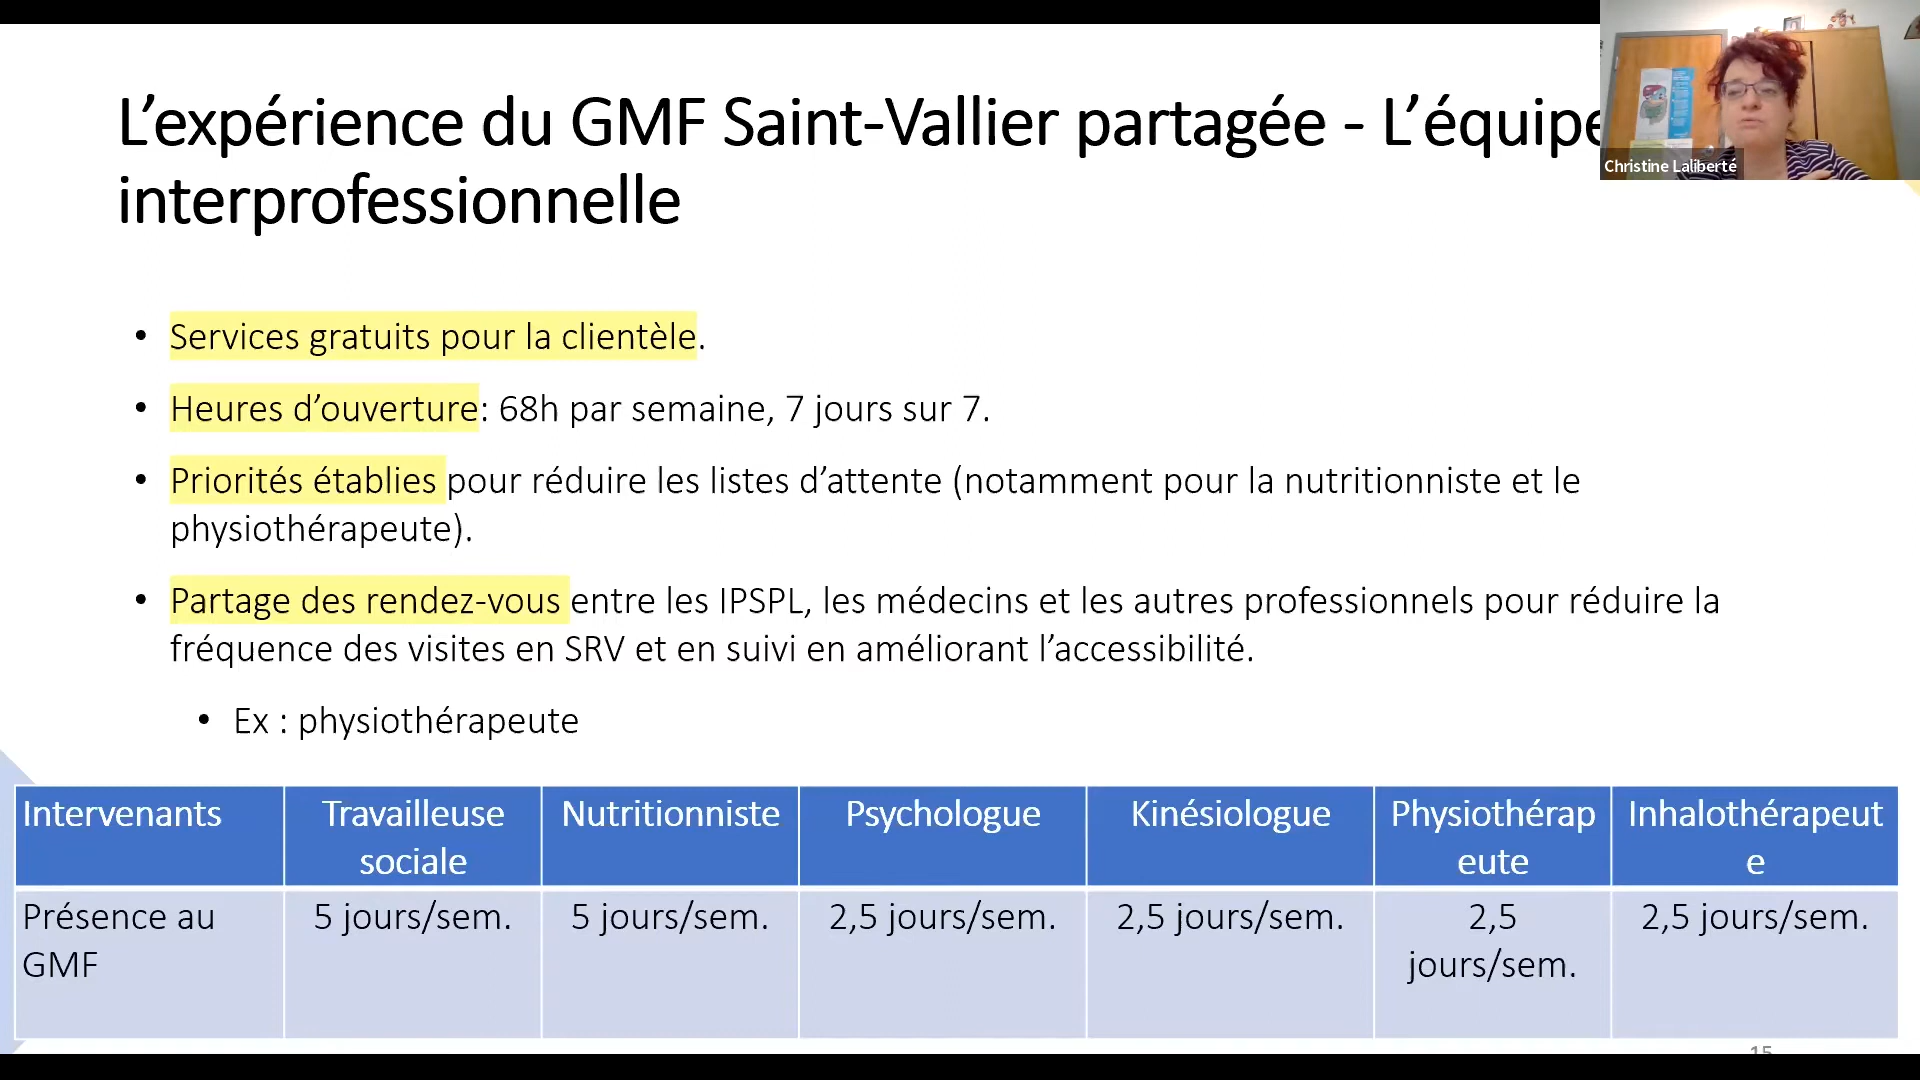 L’expérience du GMF Saint-Vallier partagée - L’équipe
interprofessionnelle
Christine Laliberté
• Services gratuits pour la clientèle.
• Heures d’ouverture: 68h par semaine, 7 jours sur 7.
• Priorités établies pour réduire les listes d’attente (notamment pour la nutritionniste et le
physiothérapeute).
• Partage des rendez-vous entre les IPSPL, les médecins et les autres professionnels pour réduire la
fréquence des visites en SRV et en suivi en améliorant l’accessibilité.
• Ex : physiothérapeute
Intervenants Travailleuse Nutritionniste Psychologue Kinésiologue Physiothérap Inhalothérapeut
sociale eute e
Présence au 5 jours/sem. 5 jours/sem. 2,5 jours/sem. 2,5 jours/sem. 2,5 2,5 jours/sem.
GMF jours/sem.
15